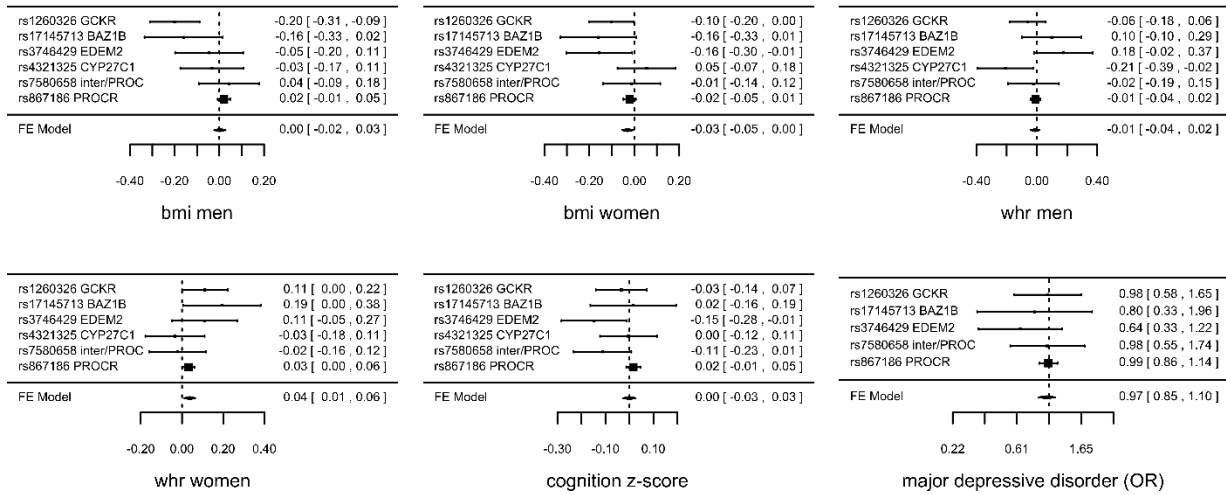 rs1260326 GCKR -0.20 [ -0.31 , -0.09 ]
rs17145713 BAZ1B -0.16 [ -0.33 , 0.02 ]
rs3746429 EDEM2 -0.05 [ -0.20 , 0.11 ]
rs4321325 CYP27C1 -0.03 [ -0.17 , 0.11 ]
rs7580658 inter/PROC 0.04 [ -0.09 , 0.18 ]
rs867186 PROCR 0.02 [ -0.01 , 0.05 ]
FE Model 0.00 [ -0.02 , 0.03 ]
-0.40 -0.20 0.00 0.20
bmi men
rs1260326 GCKR -0.10 [ -0.20 , 0.00 ]
rs17145713 BAZ1B -0.16 [ -0.33 , 0.01 ]
rs3746429 EDEM2 -0.16 [ -0.30 , -0.01 ]
rs4321325 CYP27C1 0.05 [ -0.07 , 0.18 ]
rs7580658 inter/PROC -0.01 [ -0.14 , 0.12 ]
rs867186 PROCR -0.02 [ -0.05 , 0.01 ]
FE Model -0.03 [ -0.05 , 0.00 ]
-0.40 -0.20 0.00 0.20
bmi women
rs1260326 GCKR -0.06 [ -0.18 , 0.06 ]
rs17145713 BAZ1B 0.10 [ -0.10 , 0.29 ]
rs3746429 EDEM2 0.18 [ -0.02 , 0.37 ]
rs4321325 CYP27C1 -0.21 [ -0.39 , -0.02 ]
rs7580658 inter/PROC -0.02 [ -0.19 , 0.15 ]
rs867186 PROCR -0.01 [ -0.04 , 0.02 ]
FE Model -0.01 [ -0.04 , 0.02 ]
-0.40 0.00 0.40
whr men
rs1260326 GCKR 0.11 [ 0.00 , 0.22 ]
rs17145713 BAZ1B 0.19 [ 0.00 , 0.38 ]
rs3746429 EDEM2 0.11 [ -0.05 , 0.27 ]
rs4321325 CYP27C1 -0.03 [ -0.18 , 0.11 ]
rs7580658 inter/PROC -0.02 [ -0.16 , 0.12 ]
rs867186 PROCR 0.03 [ 0.00 , 0.06 ]
FE Model 0.04 [ 0.01 , 0.06 ]
-0.20 0.00 0.20 0.40
whr women
rs1260326 GCKR -0.03 [ -0.14 , 0.07 ]
rs17145713 BAZ1B 0.02 [ -0.16 , 0.19 ]
rs3746429 EDEM2 -0.15 [ -0.28 , -0.01 ]
rs4321325 CYP27C1 0.00 [ -0.12 , 0.11 ]
rs7580658 inter/PROC -0.11 [ -0.23 , 0.01 ]
rs867186 PROCR 0.02 [ -0.01 , 0.05 ]
FE Model 0.00 [ -0.03 , 0.03 ]
-0.30 -0.10 0.10
cognition z-score
rs1260326 GCKR 0.98 [ 0.58 , 1.65 ]
rs17145713 BAZ1B 0.80 [ 0.33 , 1.96 ]
rs3746429 EDEM2 0.64 [ 0.33 , 1.22 ]
rs7580658 inter/PROC 0.98 [ 0.55 , 1.74 ]
rs867186 PROCR 0.99 [ 0.86 , 1.14 ]
FE Model 0.97 [ 0.85 , 1.10 ]
0.22 0.61 1.65
major depressive disorder (OR)